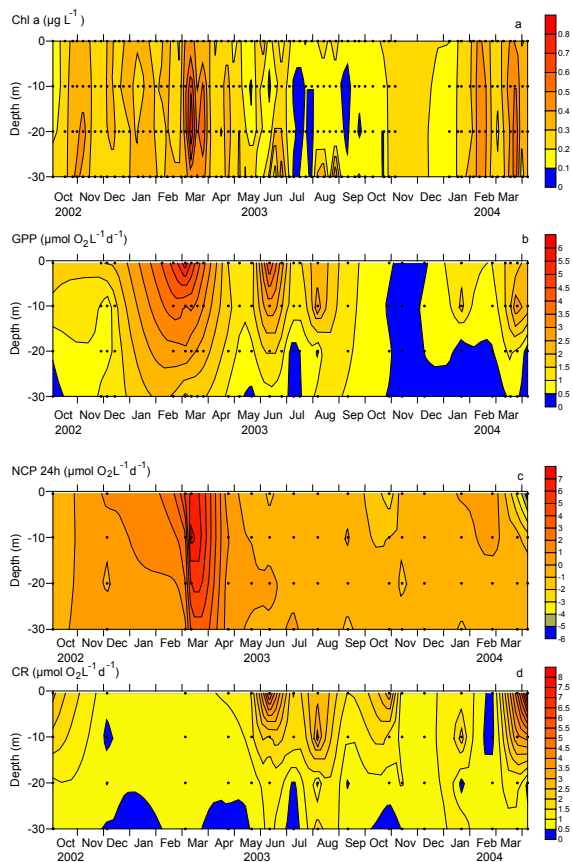 Chl a (µg L⁻¹) a
0 -10 -20 -30
Depth (m)
Oct Nov Dec Jan Feb Mar Apr May Jun Jul Aug Sep Oct Nov Dec Jan Feb Mar
2002 2003 2004
0.9 0.8 0.7 0.6 0.5 0.4 0.3 0.2 0.1 0
GPP (µmol O₂L⁻¹d⁻¹) b
0 -10 -20 -30
Depth (m)
Oct Nov Dec Jan Feb Mar Apr May Jun Jul Aug Sep Oct Nov Dec Jan Feb Mar
2002 2003 2004
6.5 6 5.5 5 4.5 4 3.5 3 2.5 2 1.5 1 0.5 0
NCP 24h (µmol O₂L⁻¹d⁻¹) c
0 -10 -20 -30
Depth (m)
Oct Nov Dec Jan Feb Mar Apr May Jun Jul Aug Sep Oct Nov Dec Jan Feb Mar
2002 2003 2004
7 6 5 4 3 2 1 0 -1 -2 -3 -4 -5 -6
CR (µmol O₂L⁻¹d⁻¹) d
0 -10 -20 -30
Depth (m)
Oct Nov Dec Jan Feb Mar Apr May Jun Jul Aug Sep Oct Nov Dec Jan Feb Mar
2002 2003 2004
8 7.5 7 6.5 6 5.5 5 4.5 4 3.5 3 2.5 2 1.5 1 0.5 0